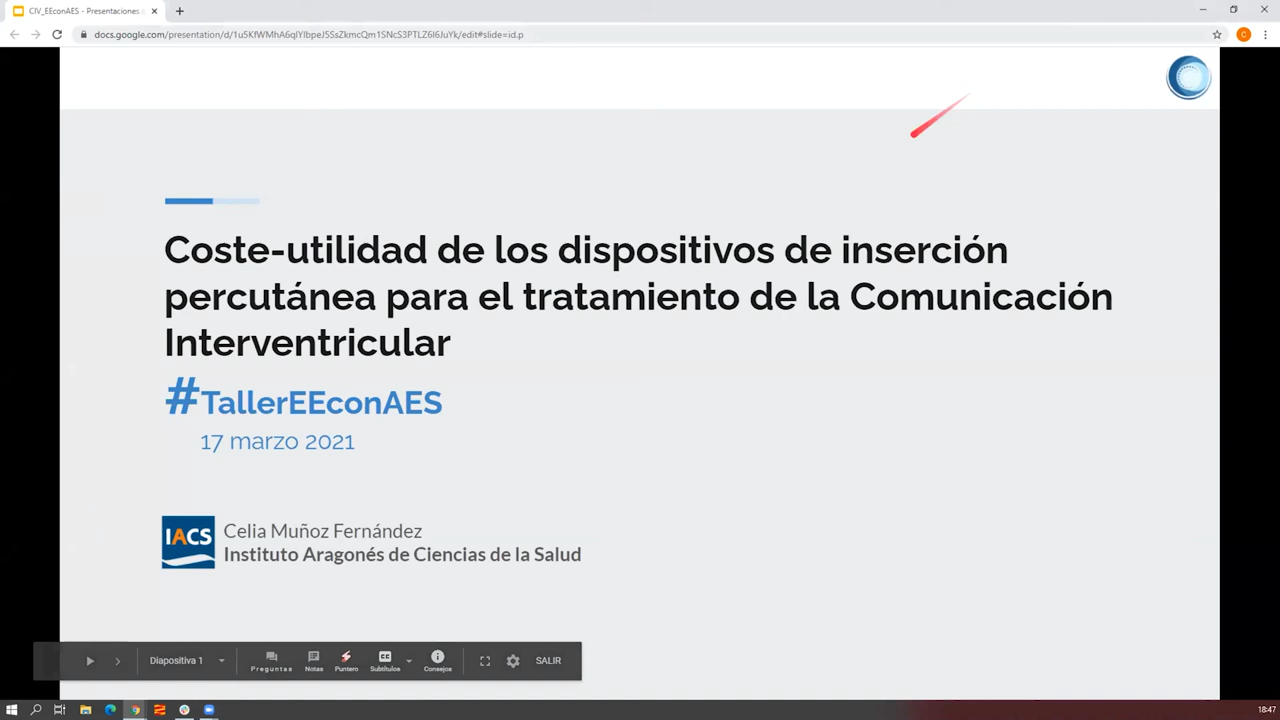 CIV_EEconAES - Presentaciones
docs.google.com/presentation/d/1u5KfWMhA6qlYlbpeJ5SsZkmcQm1SNcS3PTLZ6l6JuYk/edit#slide=id.p
C
Coste-utilidad de los dispositivos de inserción
percutánea para el tratamiento de la Comunicación
Interventricular
#TallerEEconAES
17 marzo 2021
IACS
Celia Muñoz Fernández
Instituto Aragonés de Ciencias de la Salud
Diapositiva 1
Preguntas
Notas
Puntero
CC
Subtítulos
Consejos
SALIR
18:47